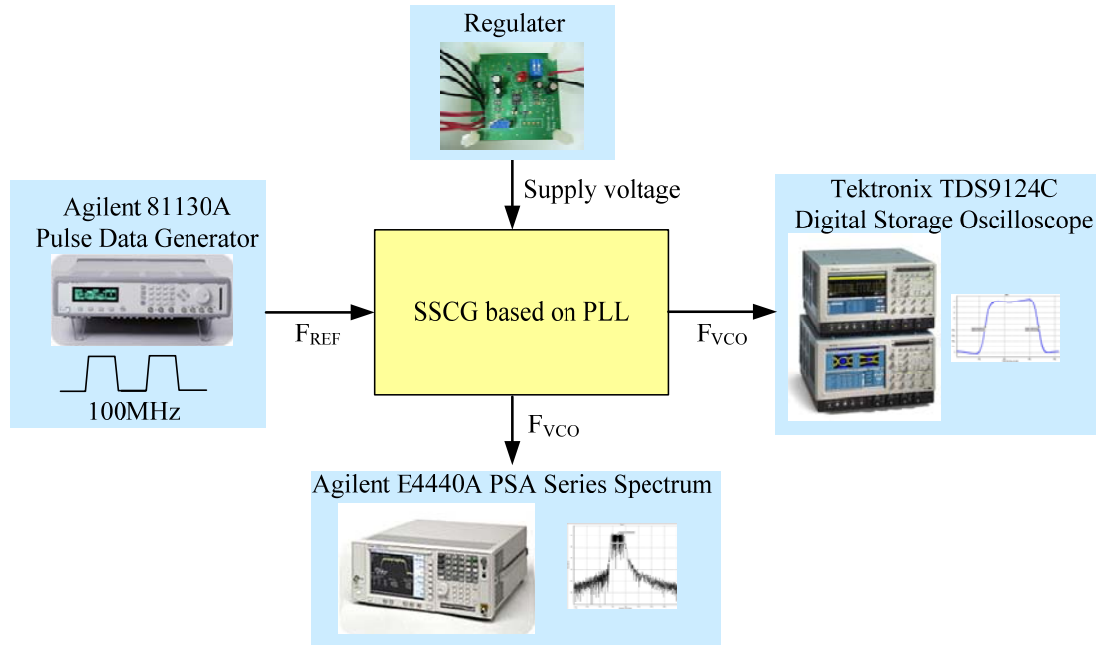 Regulater
Supply voltage
Agilent 81130A
Pulse Data Generator
100MHz
FREF
SSCG based on PLL
FVCO
Tektronix TDS9124C
Digital Storage Oscilloscope
FVCO
Agilent E4440A PSA Series Spectrum